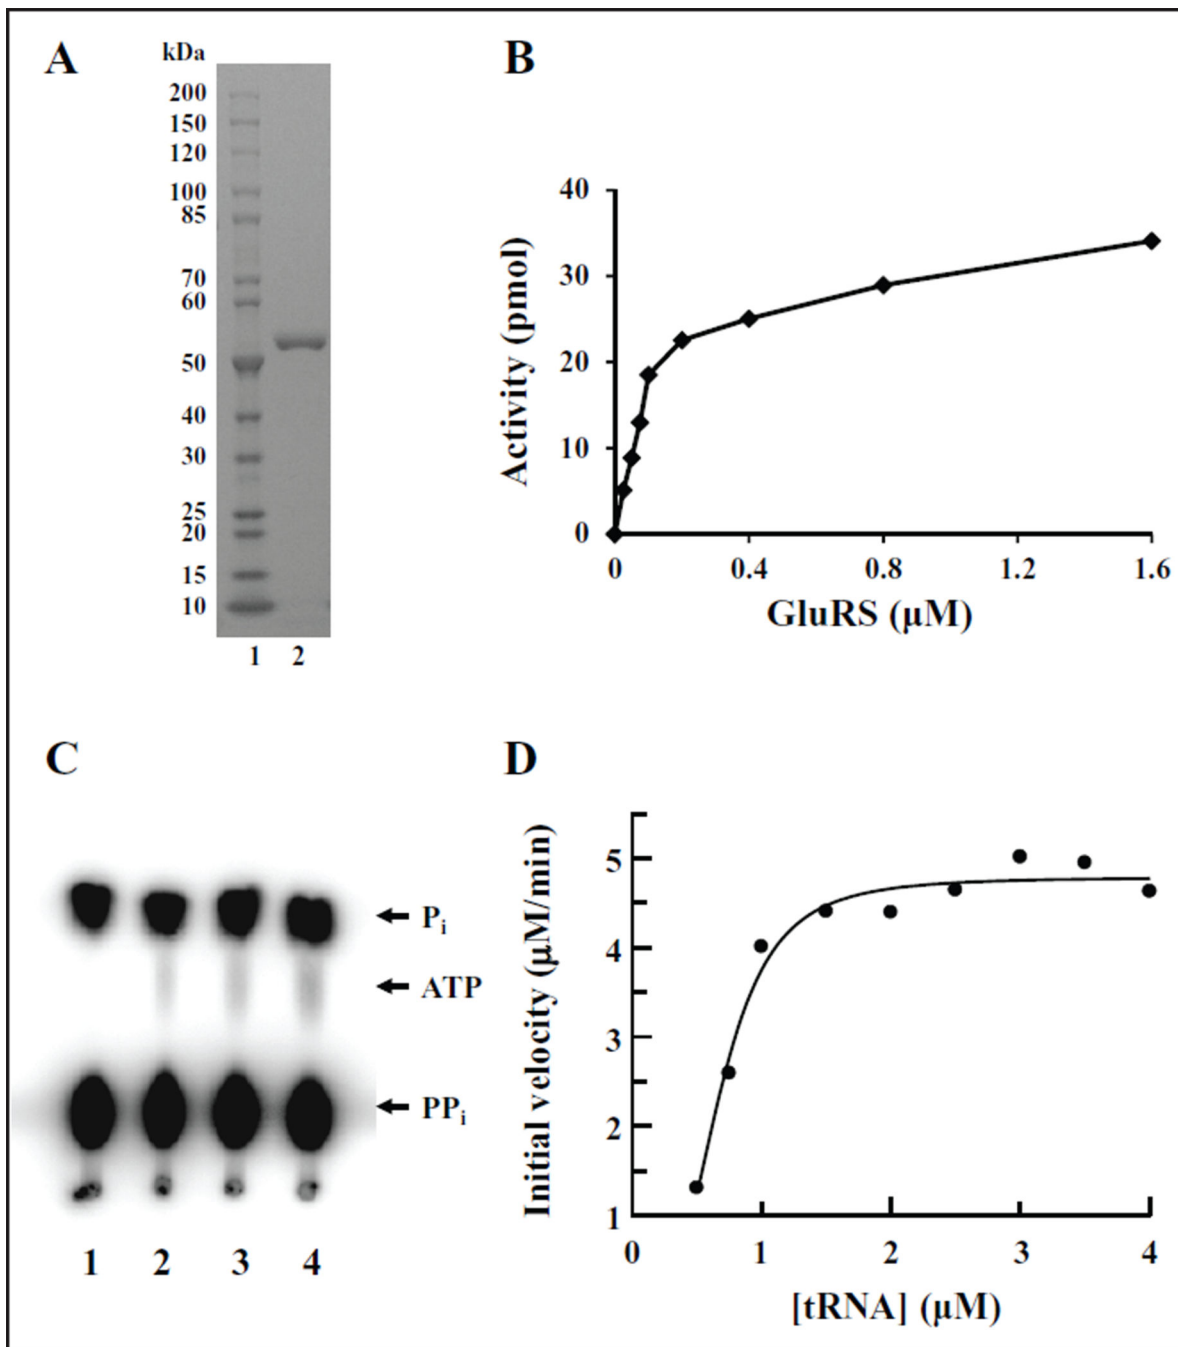 A
kDa
200
150
120
100
85
70
60
50
40
30
25
20
15
10
1 2
B
Activity (pmol)
40
30
20
10
0
0 0.4 0.8 1.2 1.6
GluRS (μM)
C
Pi
ATP
PPi
1 2 3 4
D
Initial velocity (μM/min)
5
4
3
2
1
0 1 2 3 4
[tRNA] (μM)